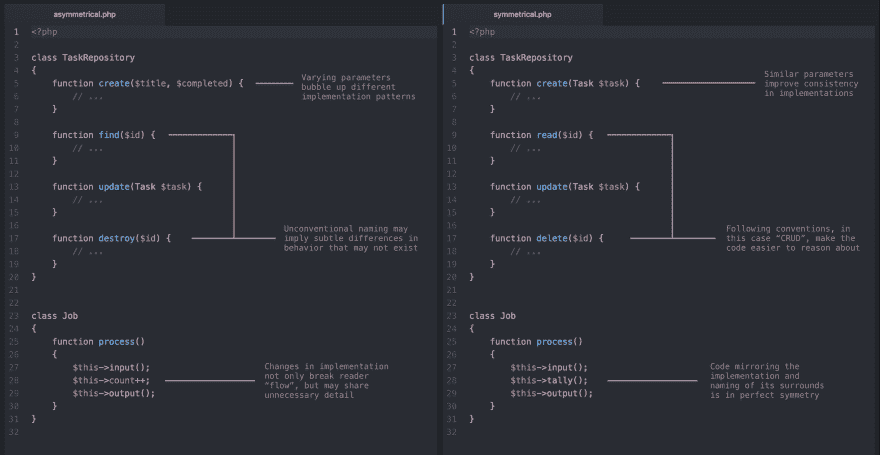 asymmetrical.php
1 <?php
2
3 class TaskRepository
4 {
5 function create($title, $completed) {
6 // ...
7 }
8
9 function find($id) {
10 // ...
11 }
12
13 function update(Task $task) {
14 // ...
15 }
16
17 function destroy($id) {
18 // ...
19 }
20 }
21
22
23 class Job
24 {
25 function process()
26 {
27 $this->input();
28 $this->count++;
29 $this->output();
30 }
31 }
32
Varying parameters
bubble up different
implementation patterns
Unconventional naming may
imply subtle differences in
behavior that may not exist
Changes in implementation
not only break reader
“flow”, but may share
unnecessary detail
symmetrical.php
1 <?php
2
3 class TaskRepository
4 {
5 function create(Task $task) {
6 // ...
7 }
8
9 function read($id) {
10 // ...
11 }
12
13 function update(Task $task) {
14 // ...
15 }
16
17 function delete($id) {
18 // ...
19 }
20 }
21
22
23 class Job
24 {
25 function process()
26 {
27 $this->input();
28 $this->tally();
29 $this->output();
30 }
31 }
32
Similar parameters
improve consistency
in implementations
Following conventions, in
this case “CRUD”, make the
code easier to reason about
Code mirroring the
implementation and
naming of its surrounds
is in perfect symmetry